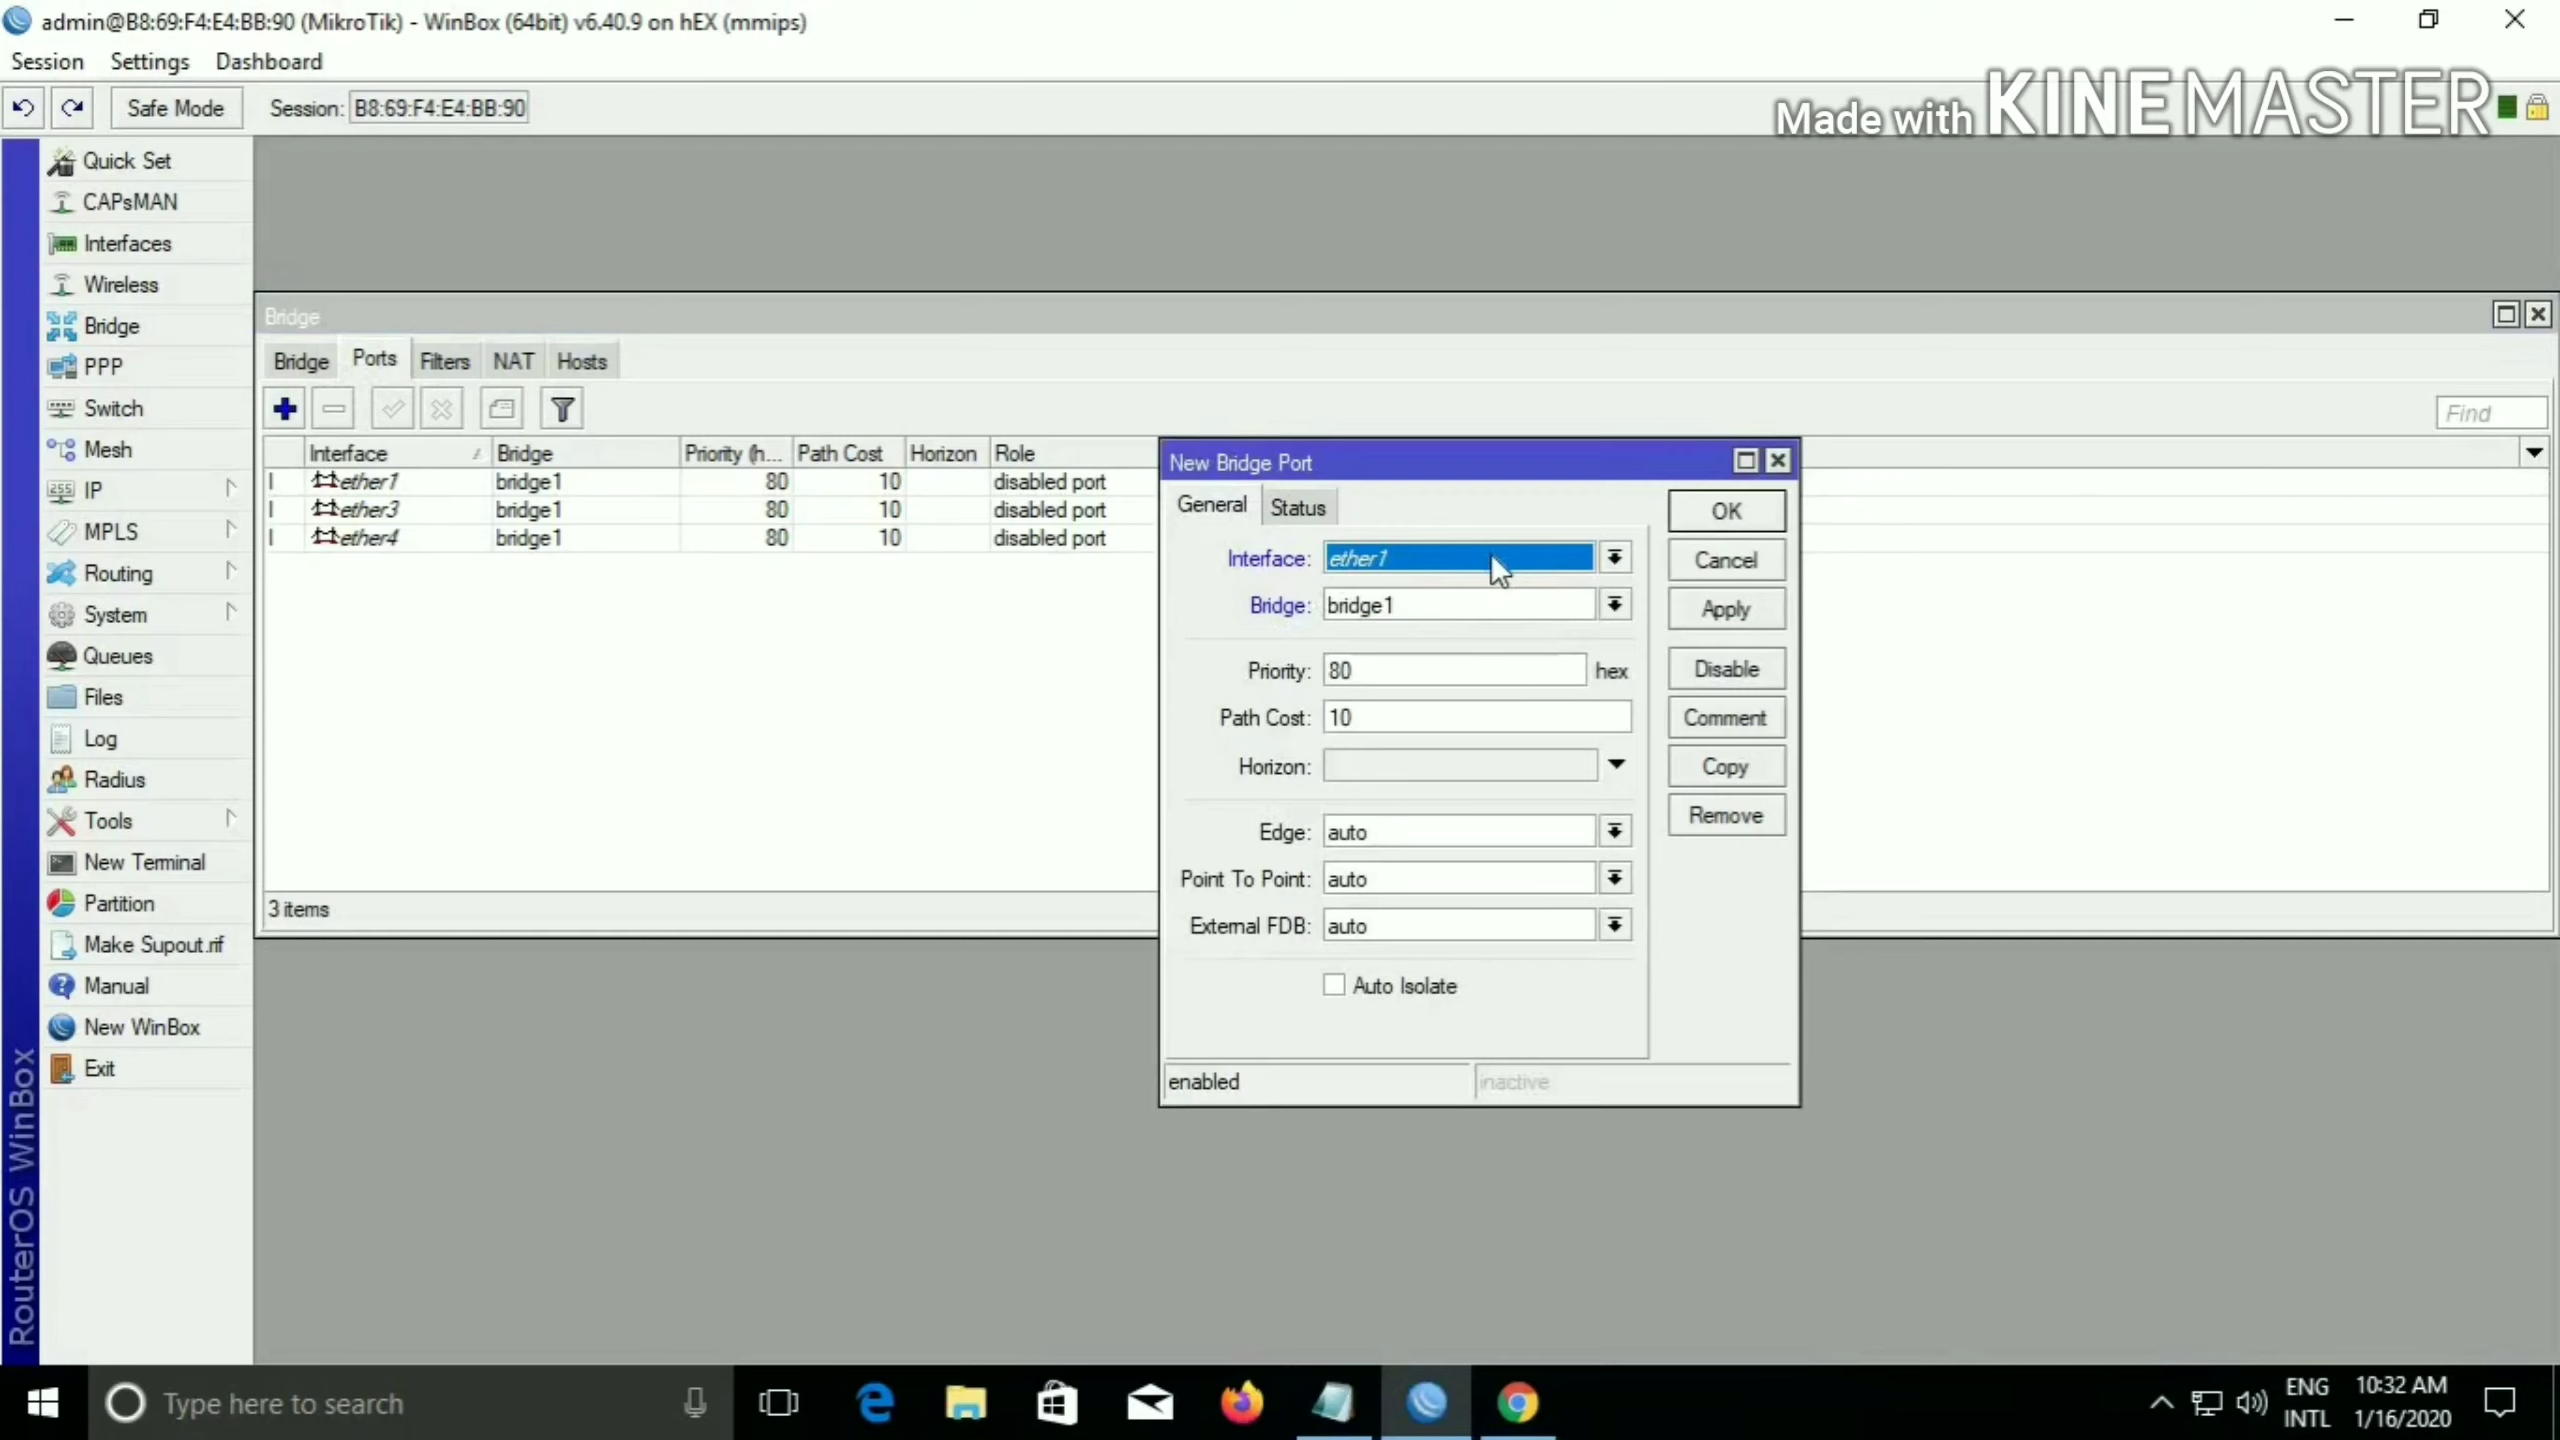 admin@B8:69:F4:E4:BB:90 (MikroTik) - WinBox (64bit) v6.40.9 on hEX (mmips)
Session Settings Dashboard
Safe Mode Session: B8:69:F4:E4:BB:90
Made with KINEMASTER
Quick Set
CAPsMAN
Interfaces
Wireless
Bridge
PPP
Switch
Mesh
IP
MPLS
Routing
System
Queues
Files
Log
Radius
Tools
New Terminal
Partition
Make Supout.rif
Manual
New WinBox
Exit
RouterOS WinBox
Bridge
Bridge Ports Filters NAT Hosts
Find
Interface Bridge Priority (h... Path Cost Horizon Role
I ether1 bridge1 80 10 disabled port
I ether3 bridge1 80 10 disabled port
I ether4 bridge1 80 10 disabled port
3 items
New Bridge Port
General Status
Interface: ether1
Bridge: bridge1
Priority: 80 hex
Path Cost: 10
Horizon:
Edge: auto
Point To Point: auto
External FDB: auto
Auto Isolate
enabled inactive
OK
Cancel
Apply
Disable
Comment
Copy
Remove
Type here to search
ENG
INTL
10:32 AM
1/16/2020